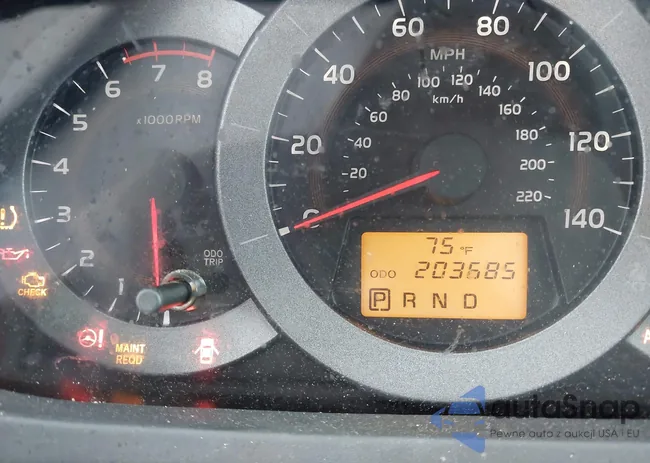 8
7
6
5
4
3
2
1
x1000RPM
ODO
TRIP
CHECK
MAINT
REQD
0
20
40
60
80
100
120
140
MPH
km/h
20
40
60
80
100
120
140
160
180
200
220
75 °F
ODO 203685
P R N D
autoSnap
Pewne auta z aukcji USA i EU